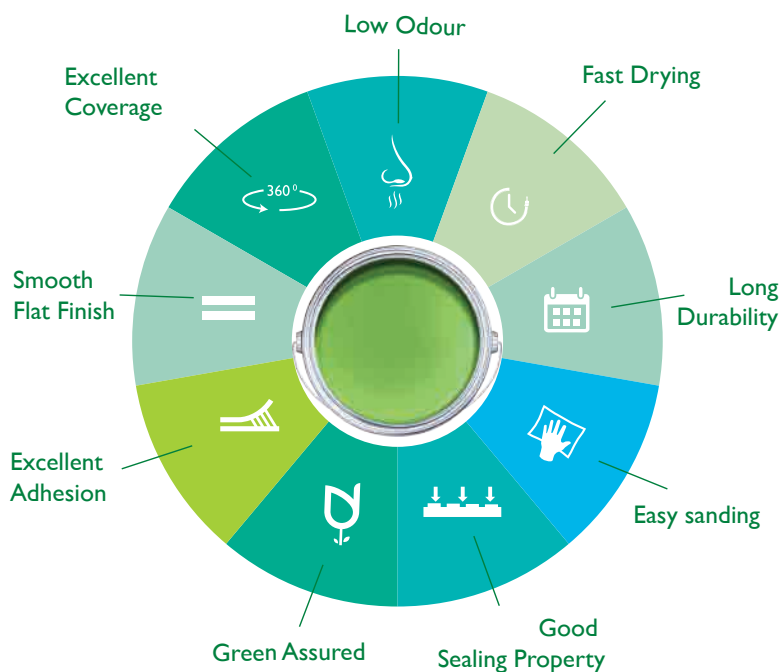 Low Odour
Fast Drying
Long
Durability
Easy sanding
Good
Sealing Property
Green Assured
Excellent
Adhesion
Smooth
Flat Finish
Excellent
Coverage
360°